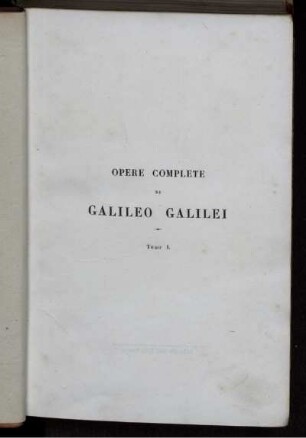 OPERE COMPLETE
DI
GALILEO GALILEI
Tomo I.